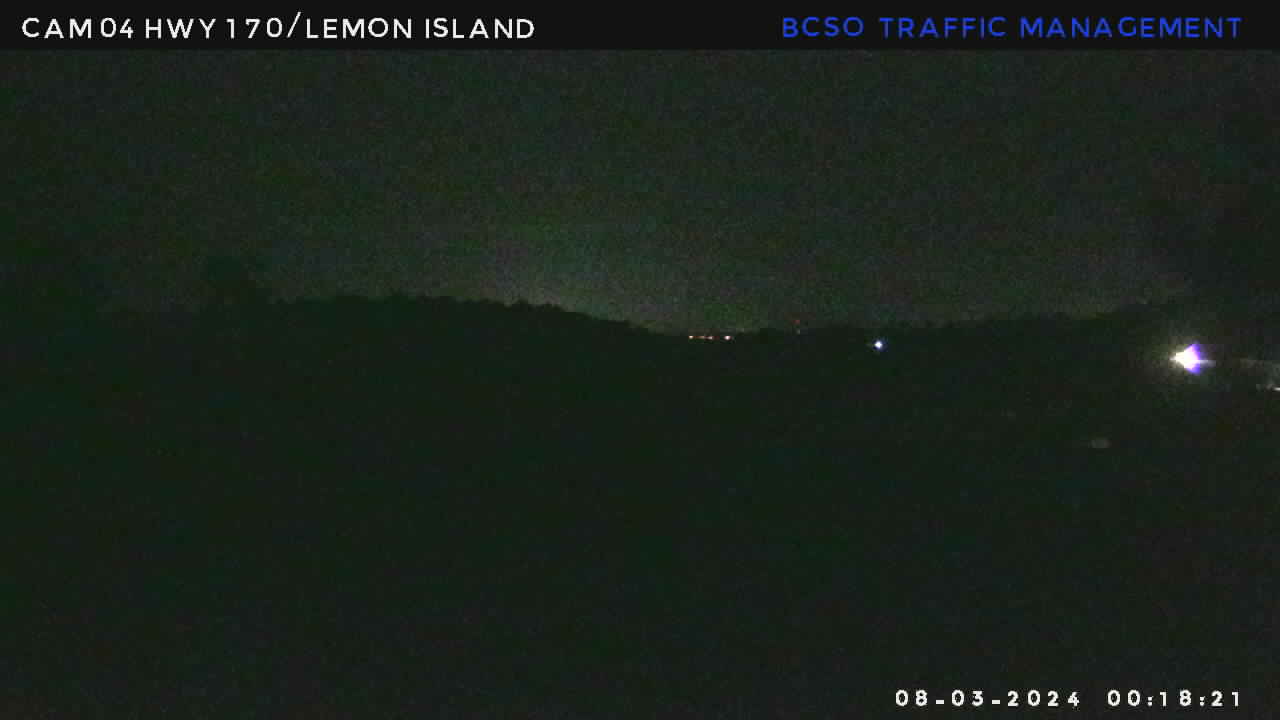 CAM04 HWY 170/LEMON ISLAND
BCSO TRAFFIC MANAGEMENT
08-03-2024 00:18:21